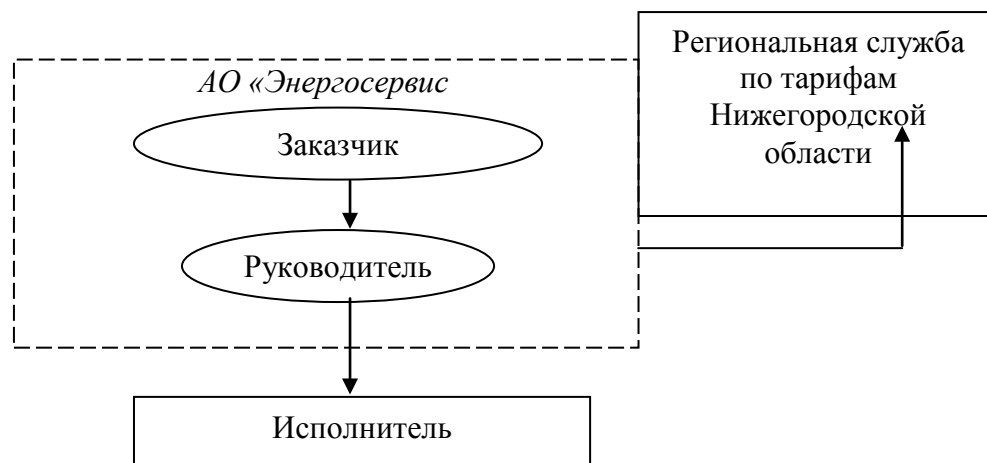 Региональная служба
по тарифам
Нижегородской
области
АО «Энергосервис
Заказчик
Руководитель
Исполнитель